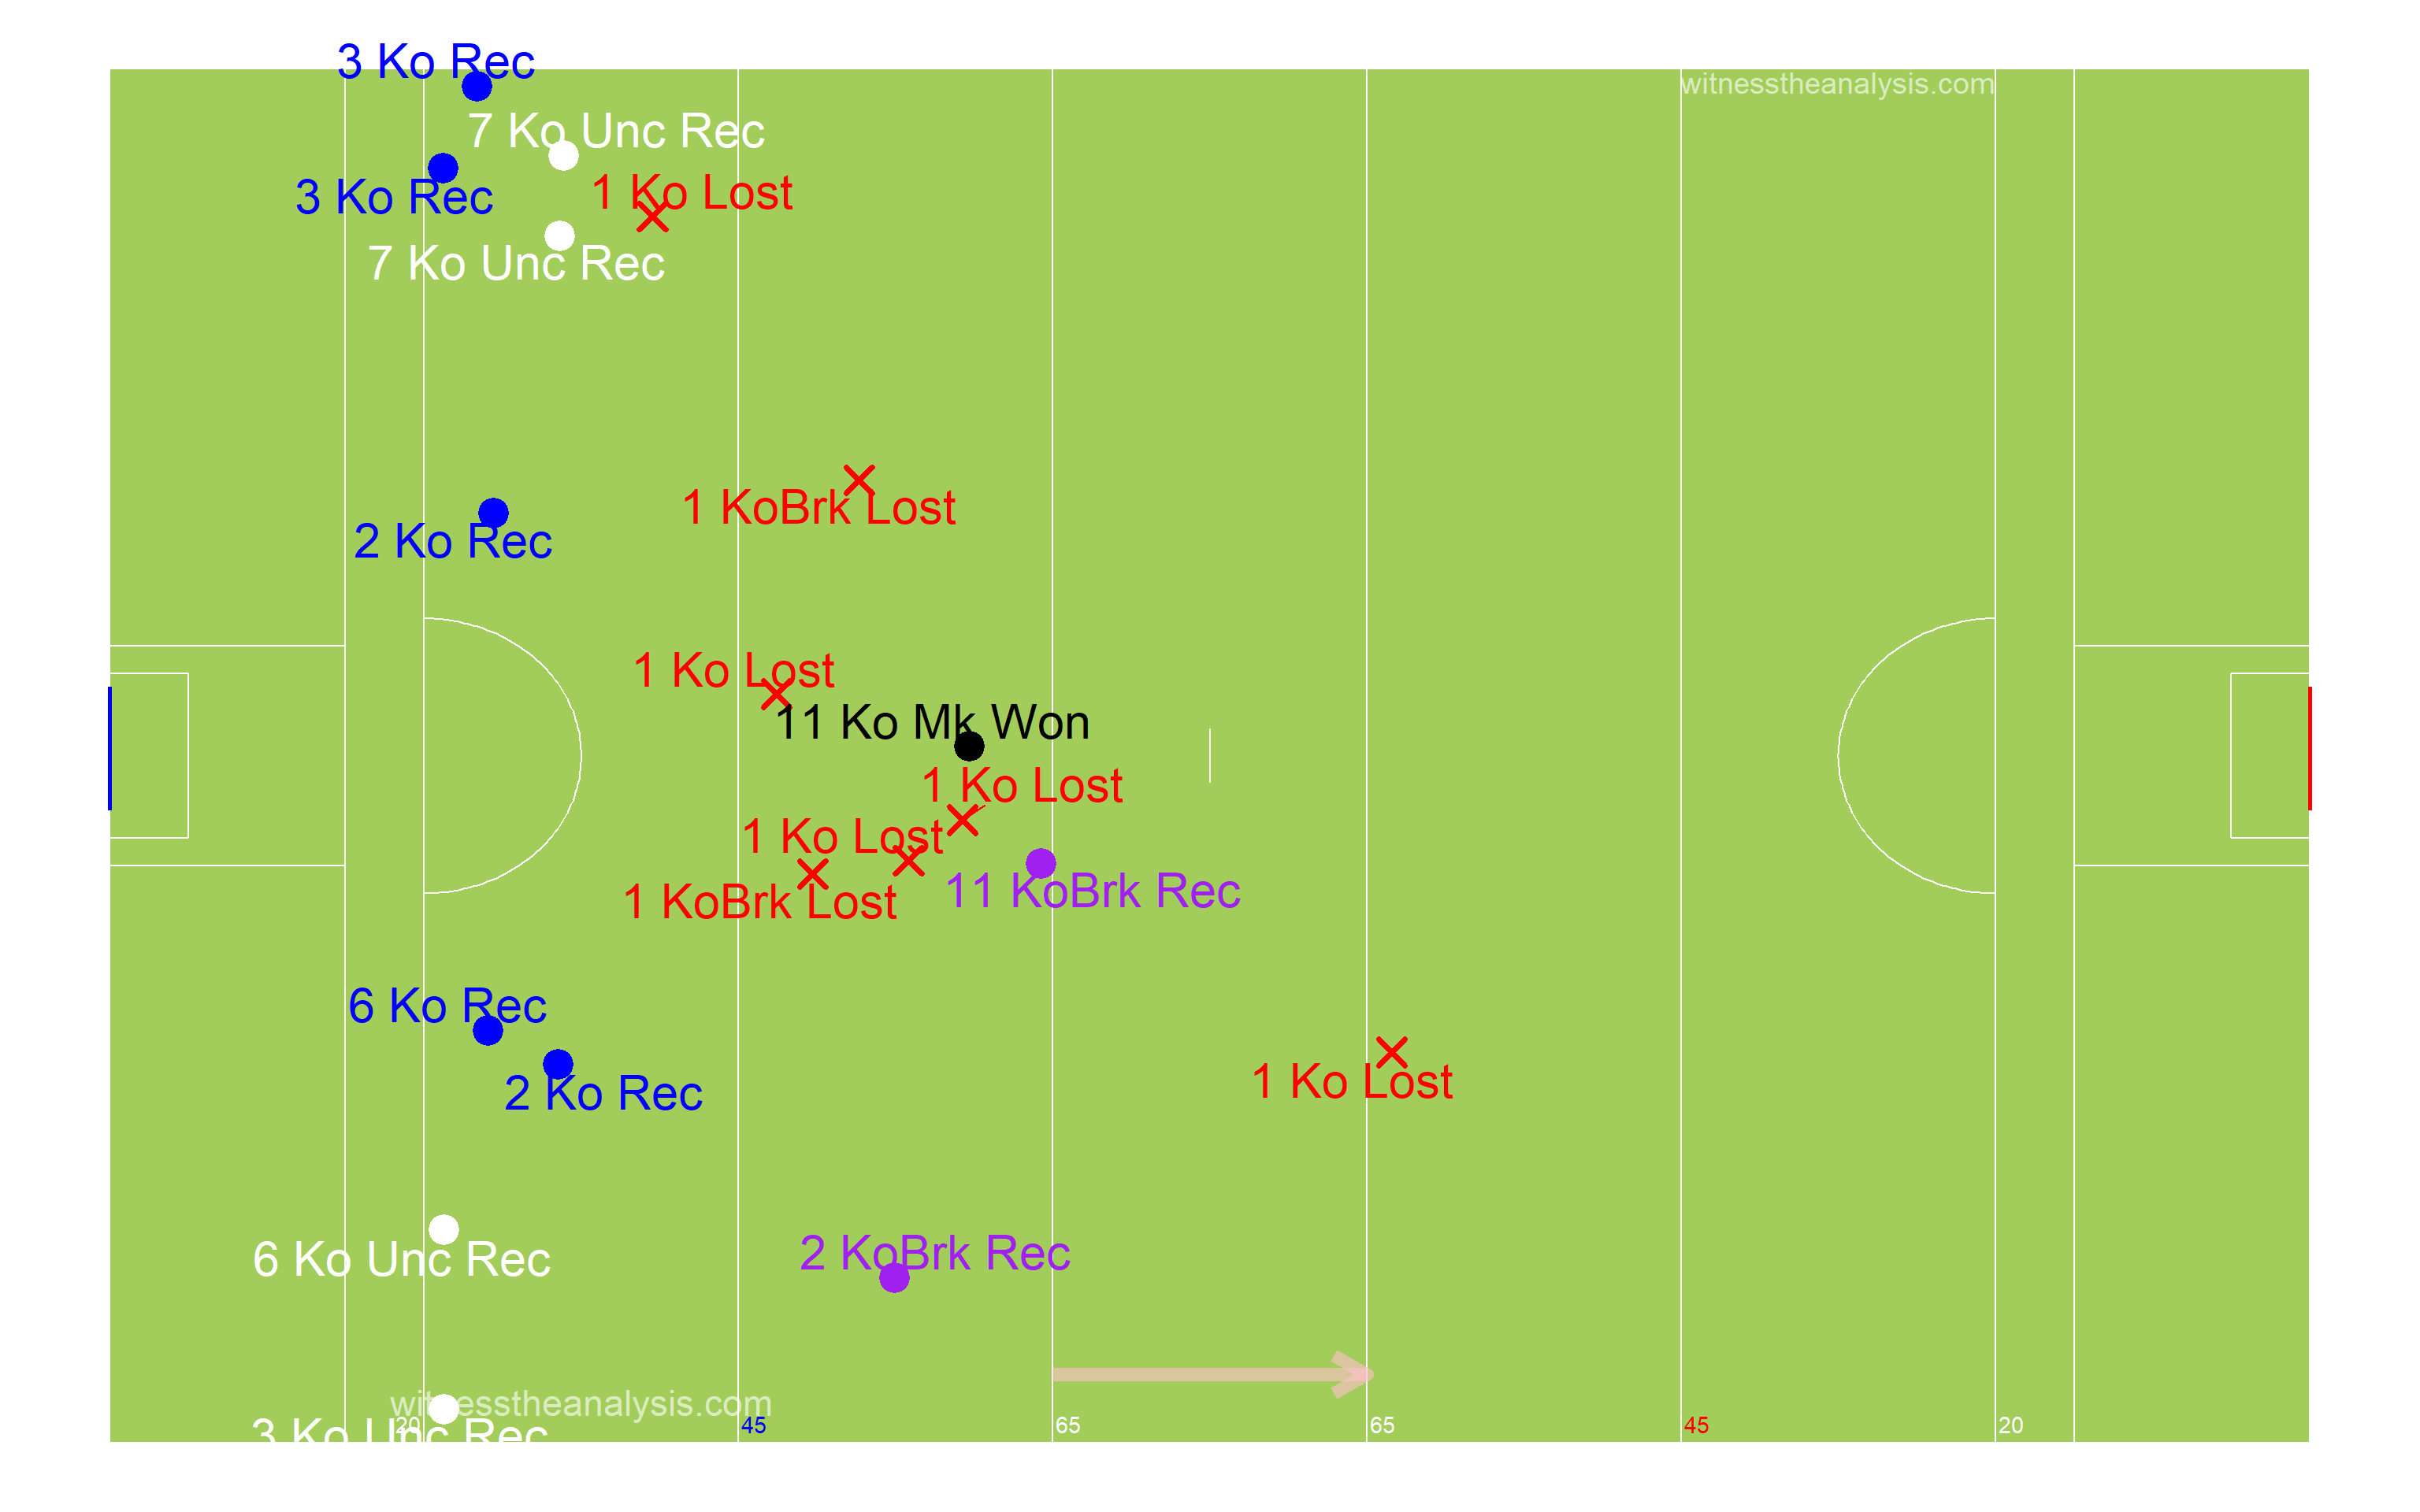 3 Ko Rec
witnesstheanalysis.com
7 Ko Unc Rec
3 Ko Rec
1 Ko Lost
7 Ko Unc Rec
1 KoBrk Lost
2 Ko Rec
1 Ko Lost
11 Ko Mk Won
1 Ko Lost
1 Ko Lost
11 KoBrk Rec
1 KoBrk Lost
6 Ko Rec
2 Ko Rec
1 Ko Lost
6 Ko Unc Rec
2 KoBrk Rec
witnesstheanalysis.com
3 Ko Unc Rec
20
45
65
65
45
20